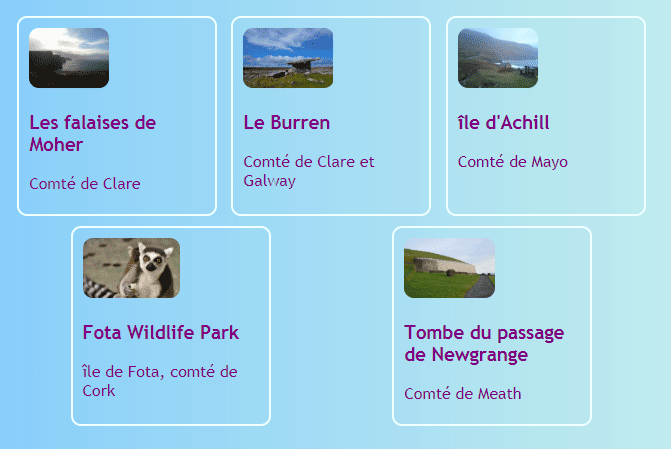 Les falaises de
Moher
Comté de Clare
Le Burren
Comté de Clare et
Galway
île d'Achill
Comté de Mayo
Fota Wildlife Park
île de Fota, comté de
Cork
Tombe du passage
de Newgrange
Comté de Meath